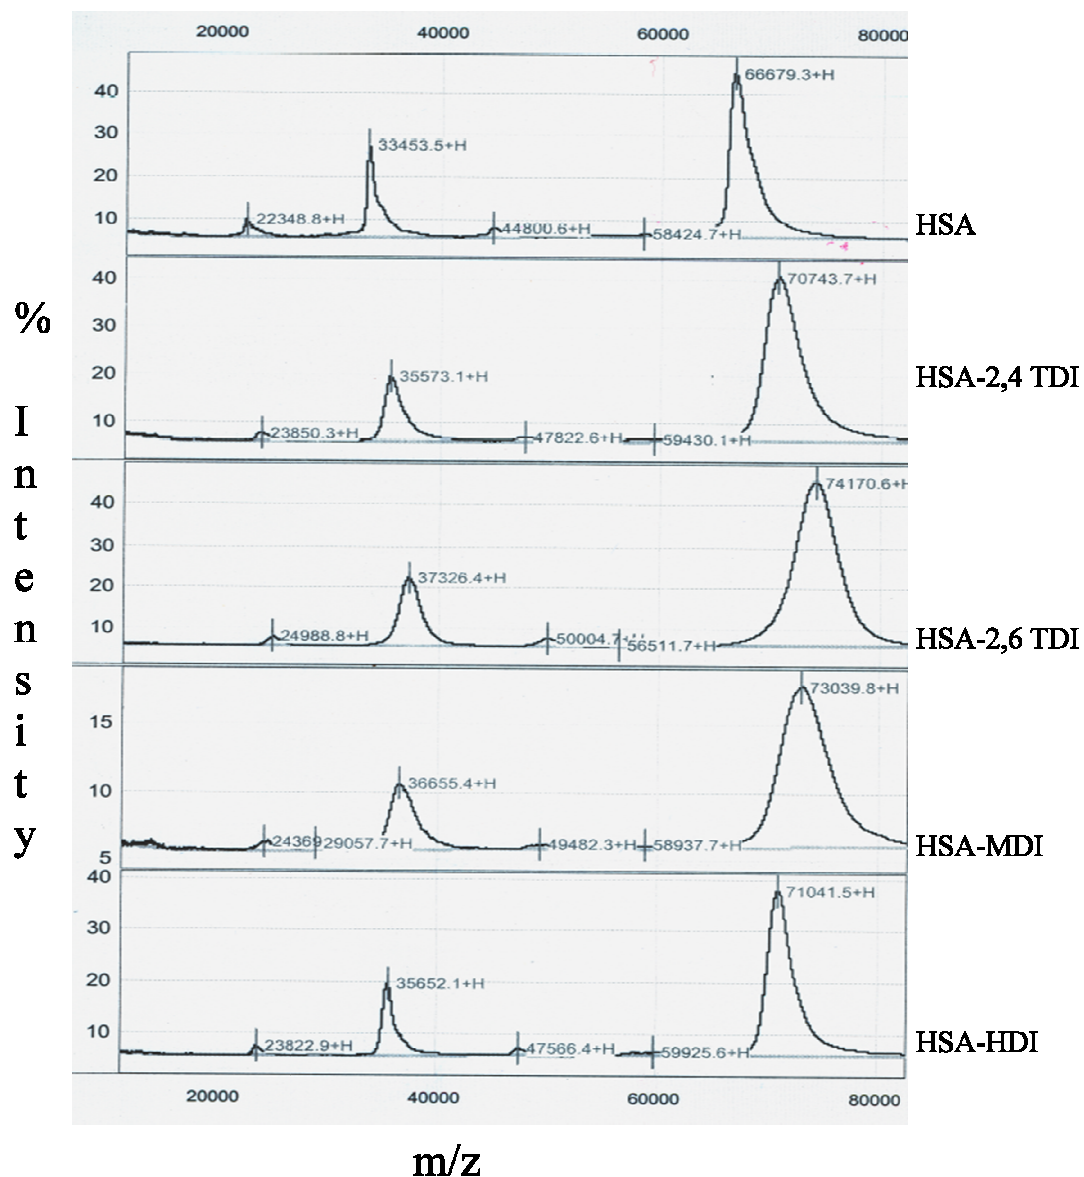 20000 40000 60000 80000
40
30
20
10
22348.8+H
33453.5+H
44800.6+H
58424.7+H
66679.3+H
HSA
40
30
20
10
23850.3+H
35573.1+H
47822.6+H
59430.1+H
70743.7+H
HSA-2,4 TDI
40
30
20
10
24988.8+H
37326.4+H
50004.7
56511.7+H
74170.6+H
HSA-2,6 TDI
15
10
5
24369
29057.7+H
36655.4+H
49482.3+H
58937.7+H
73039.8+H
HSA-MDI
40
30
20
10
23822.9+H
35652.1+H
47566.4+H
59925.6+H
71041.5+H
HSA-HDI
20000 40000 60000 80000
% Intensity
m/z